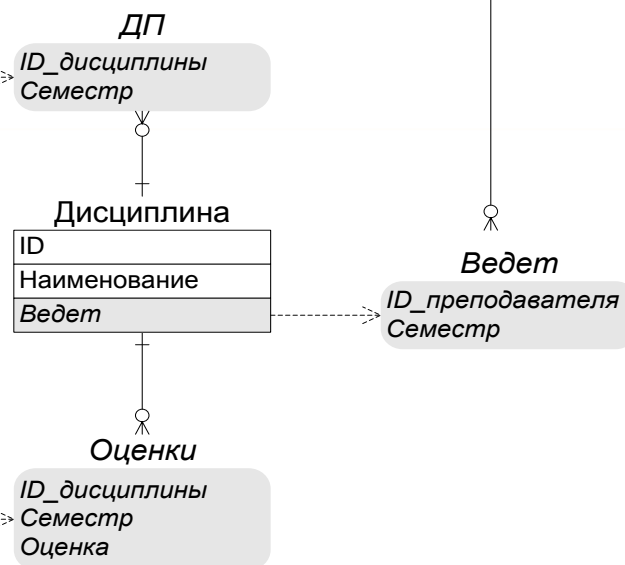 ДП
ID_дисциплины
Семестр
Дисциплина
ID
Наименование
Ведет
Ведет
ID_преподавателя
Семестр
Оценки
ID_дисциплины
Семестр
Оценка